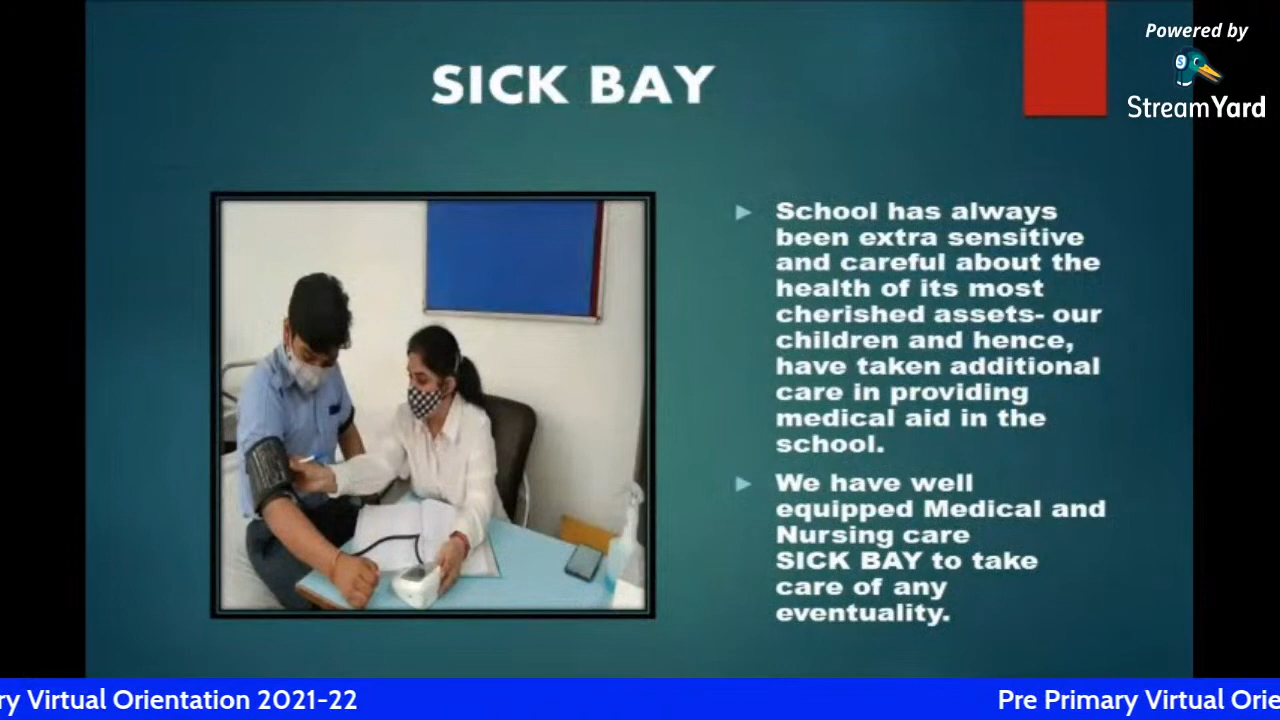 SICK BAY
Powered by
StreamYard
School has always
been extra sensitive
and careful about the
health of its most
cherished assets- our
children and hence,
have taken additional
care in providing
medical aid in the
school.
We have well
equipped Medical and
Nursing care
SICK BAY to take
care of any
eventuality.
ry Virtual Orientation 2021-22
Pre Primary Virtual Orie